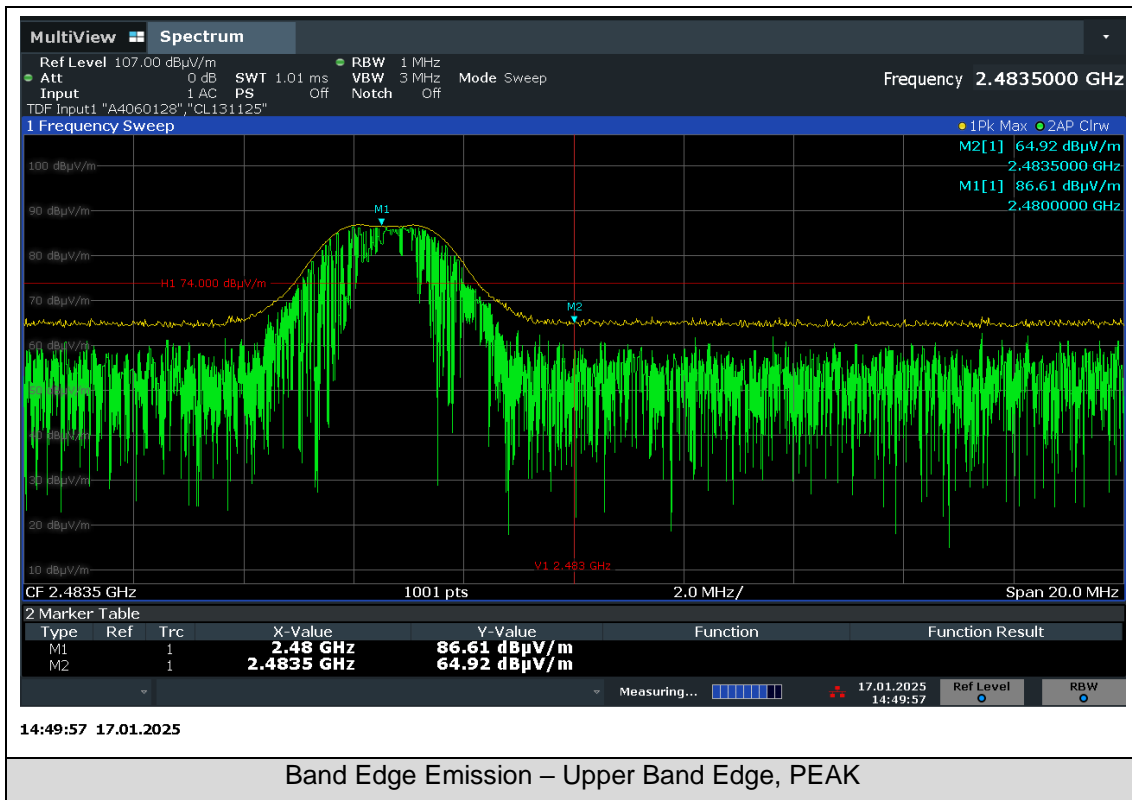 MultiView Spectrum
Ref Level 107.00 dBµV/m RBW 1 MHz
Att 0 dB SWT 1.01 ms VBW 3 MHz Mode Sweep Frequency 2.4835000 GHz
Input 1 AC PS Off Notch Off
TDF Input1 "A4060128","CL131125"
1 Frequency Sweep 1Pk Max 2AP Clrw
M2[1] 64.92 dBµV/m
2.4835000 GHz
M1[1] 86.61 dBµV/m
2.4800000 GHz
100 dBµV/m
90 dBµV/m
M1
80 dBµV/m
H1 74.000 dBµV/m
70 dBµV/m
M2
60 dBµV/m
50 dBµV/m
40 dBµV/m
30 dBµV/m
20 dBµV/m
10 dBµV/m
V1 2.483 GHz
CF 2.4835 GHz 1001 pts 2.0 MHz/ Span 20.0 MHz
2 Marker Table
Type Ref Trc X-Value Y-Value Function Function Result
M1 1 2.48 GHz 86.61 dBµV/m
M2 1 2.4835 GHz 64.92 dBµV/m
Measuring... 17.01.2025 14:49:57 Ref Level RBW
14:49:57 17.01.2025
Band Edge Emission – Upper Band Edge, PEAK